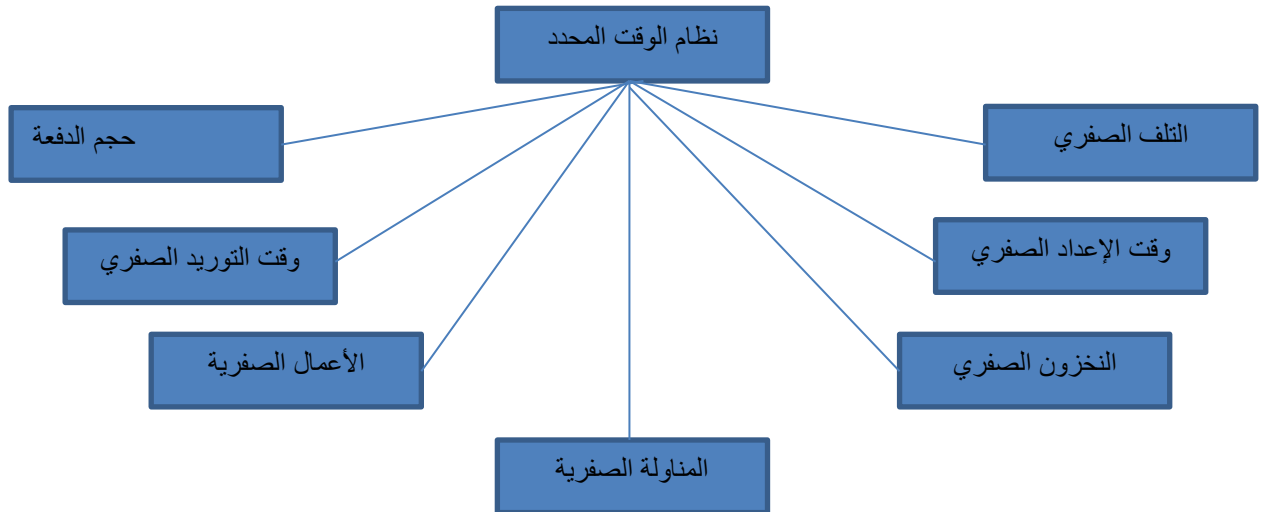 نظام الوقت المحدد
التلف الصفري
حجم الدفعة
وقت الإعداد الصفري
وقت التوريد الصفري
النخزون الصفري
الأعمال الصفرية
المناولة الصفرية